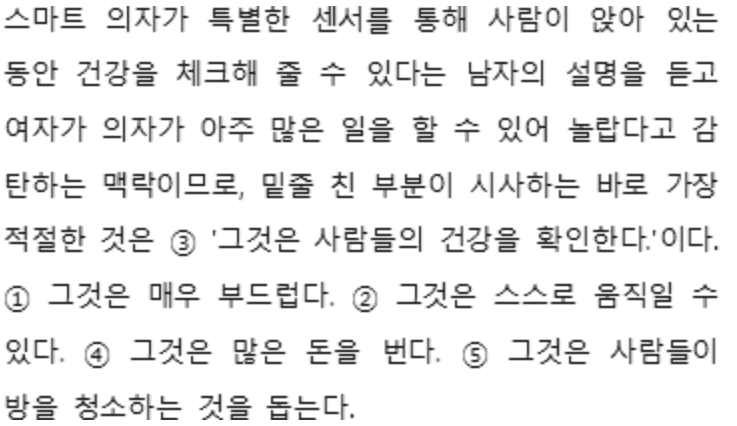 스마트 의자가 특별한 센서를 통해 사람이 앉아 있는
동안 건강을 체크해 줄 수 있다는 남자의 설명을 듣고
여자가 의자가 아주 많은 일을 할 수 있어 놀랍다고 감
탄하는 맥락이므로, 밑줄 친 부분이 시사하는 바로 가장
적절한 것은 ③ '그것은 사람들의 건강을 확인한다.'이다.
① 그것은 매우 부드럽다. ② 그것은 스스로 움직일 수
있다. ④ 그것은 많은 돈을 번다. ⑤ 그것은 사람들이
방을 청소하는 것을 돕는다.